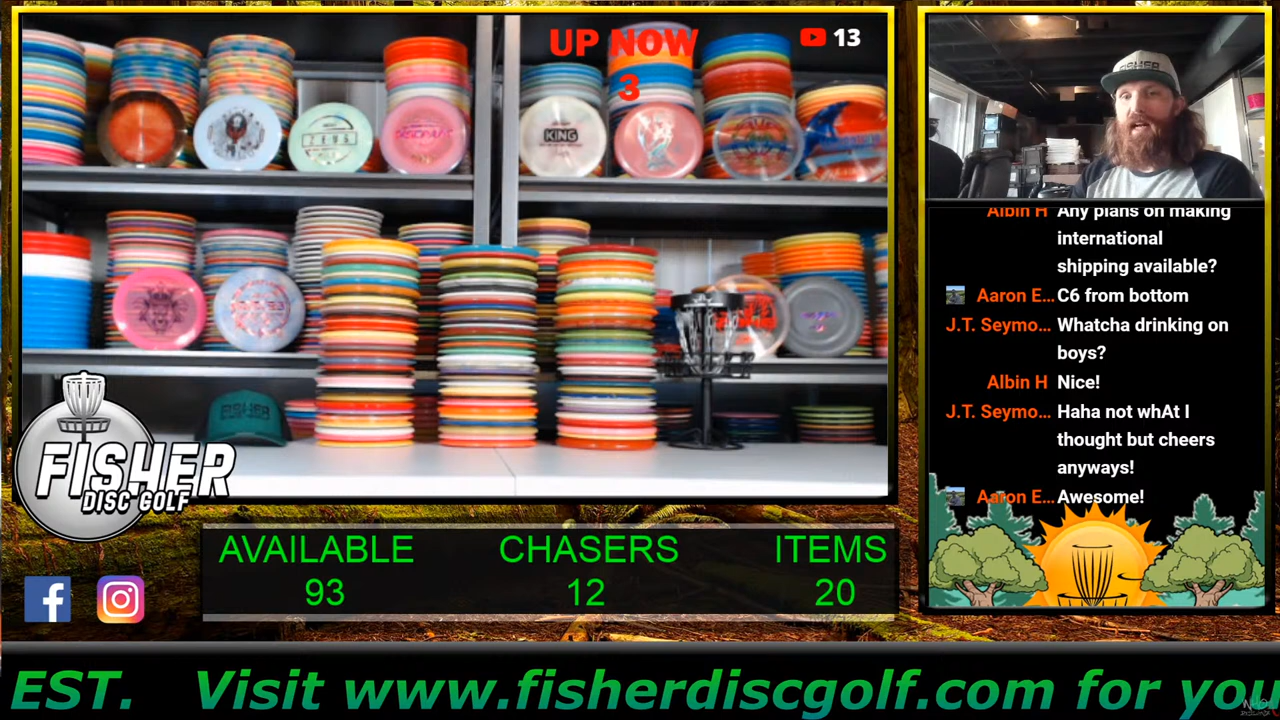 UP NOW
3
13
KING
ZEUS
FISHER
FISHER
FISHER
DISC GOLF
Albin H Any plans on making
international
shipping available?
Aaron E... C6 from bottom
J.T. Seymo... Whatcha drinking on
boys?
Albin H Nice!
J.T. Seymo... Haha not whAt I
thought but cheers
anyways!
Aaron E... Awesome!
AVAILABLE CHASERS ITEMS
93 12 20
EST. Visit www.fisherdiscgolf.com for you